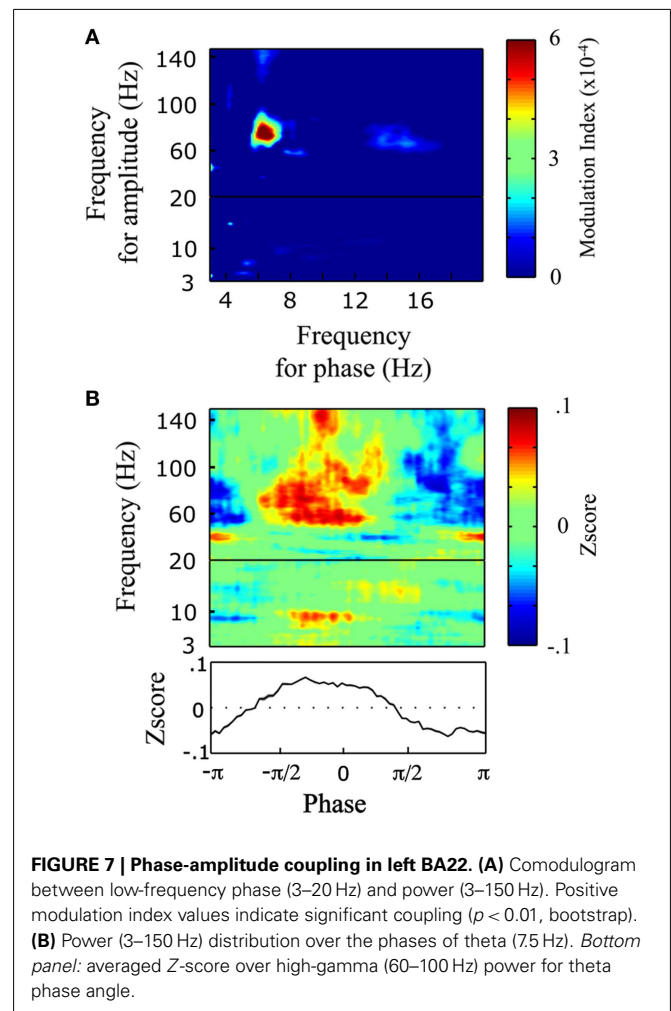 A
140
100
60
20
10
3
Frequency
for amplitude (Hz)
4 8 12 16
Frequency
for phase (Hz)
6
3
0
Modulation Index (x10-4)
B
140
100
60
20
10
3
Frequency (Hz)
.1
0
-.1
Zscore
.1
0
-.1
Zscore
-π -π/2 0 π/2 π
Phase
FIGURE 7 | Phase-amplitude coupling in left BA22. (A) Comodulogram
between low-frequency phase (3–20 Hz) and power (3–150 Hz). Positive
modulation index values indicate significant coupling (p < 0.01, bootstrap).
(B) Power (3–150 Hz) distribution over the phases of theta (7.5 Hz). Bottom
panel: averaged Z-score over high-gamma (60–100 Hz) power for theta
phase angle.